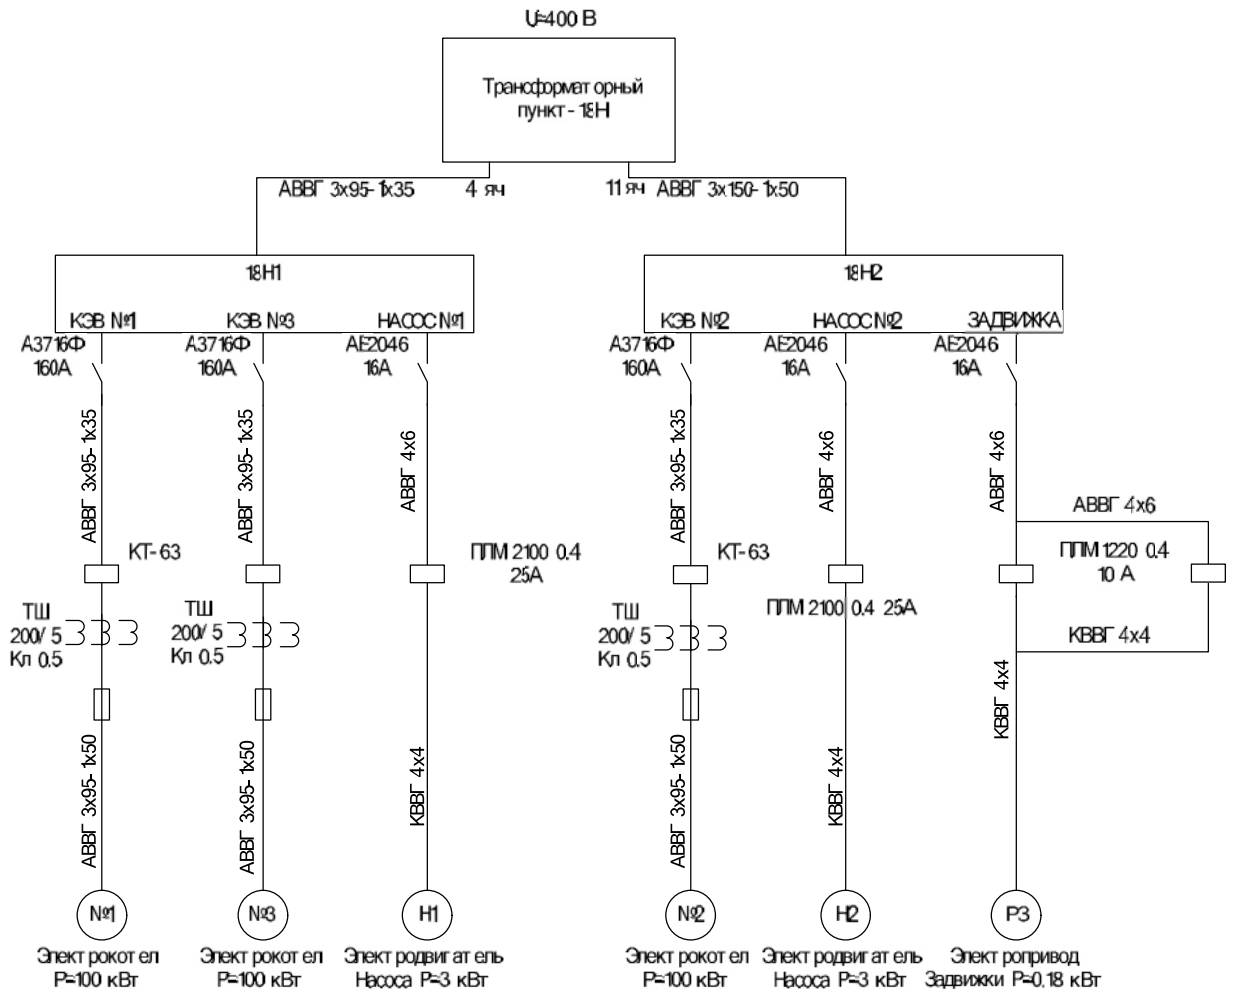 U=400 В
Трансформаторный
пункт - 18Н
АВВГ 3х95-1х35
4 яч
11 яч
АВВГ 3х150-1х50
18Н1
КЭВ №1
КЭВ №3
НАСОС №1
18Н2
КЭВ №2
НАСОС №2
ЗАДВИЖКА
А3716Ф
160А
А3716Ф
160А
АЕ2046
16А
А3716Ф
160А
АЕ2046
16А
АЕ2046
16А
АВВГ 3х95-1х35
АВВГ 3х95-1х35
АВВГ 4х6
АВВГ 3х95-1х35
АВВГ 4х6
АВВГ 4х6
АВВГ 4х6
КТ-63
ПЛМ 2100 0.4
25А
КТ-63
ПЛМ 2100 0.4 25А
ПЛМ 1220 0.4
10 А
ТШ
200/5
Кл 0.5
ТШ
200/5
Кл 0.5
ТШ
200/5
Кл 0.5
КВВГ 4х4
АВВГ 3х95-1х50
АВВГ 3х95-1х50
КВВГ 4х4
АВВГ 3х95-1х50
КВВГ 4х4
КВВГ 4х4
№1
№3
Н1
№2
Н2
РЗ
Электрокотел
Р=100 кВт
Электрокотел
Р=100 кВт
Электродвигатель
Насоса Р=3 кВт
Электрокотел
Р=100 кВт
Электродвигатель
Насоса Р=3 кВт
Электропривод
Задвижки Р=0.18 кВт